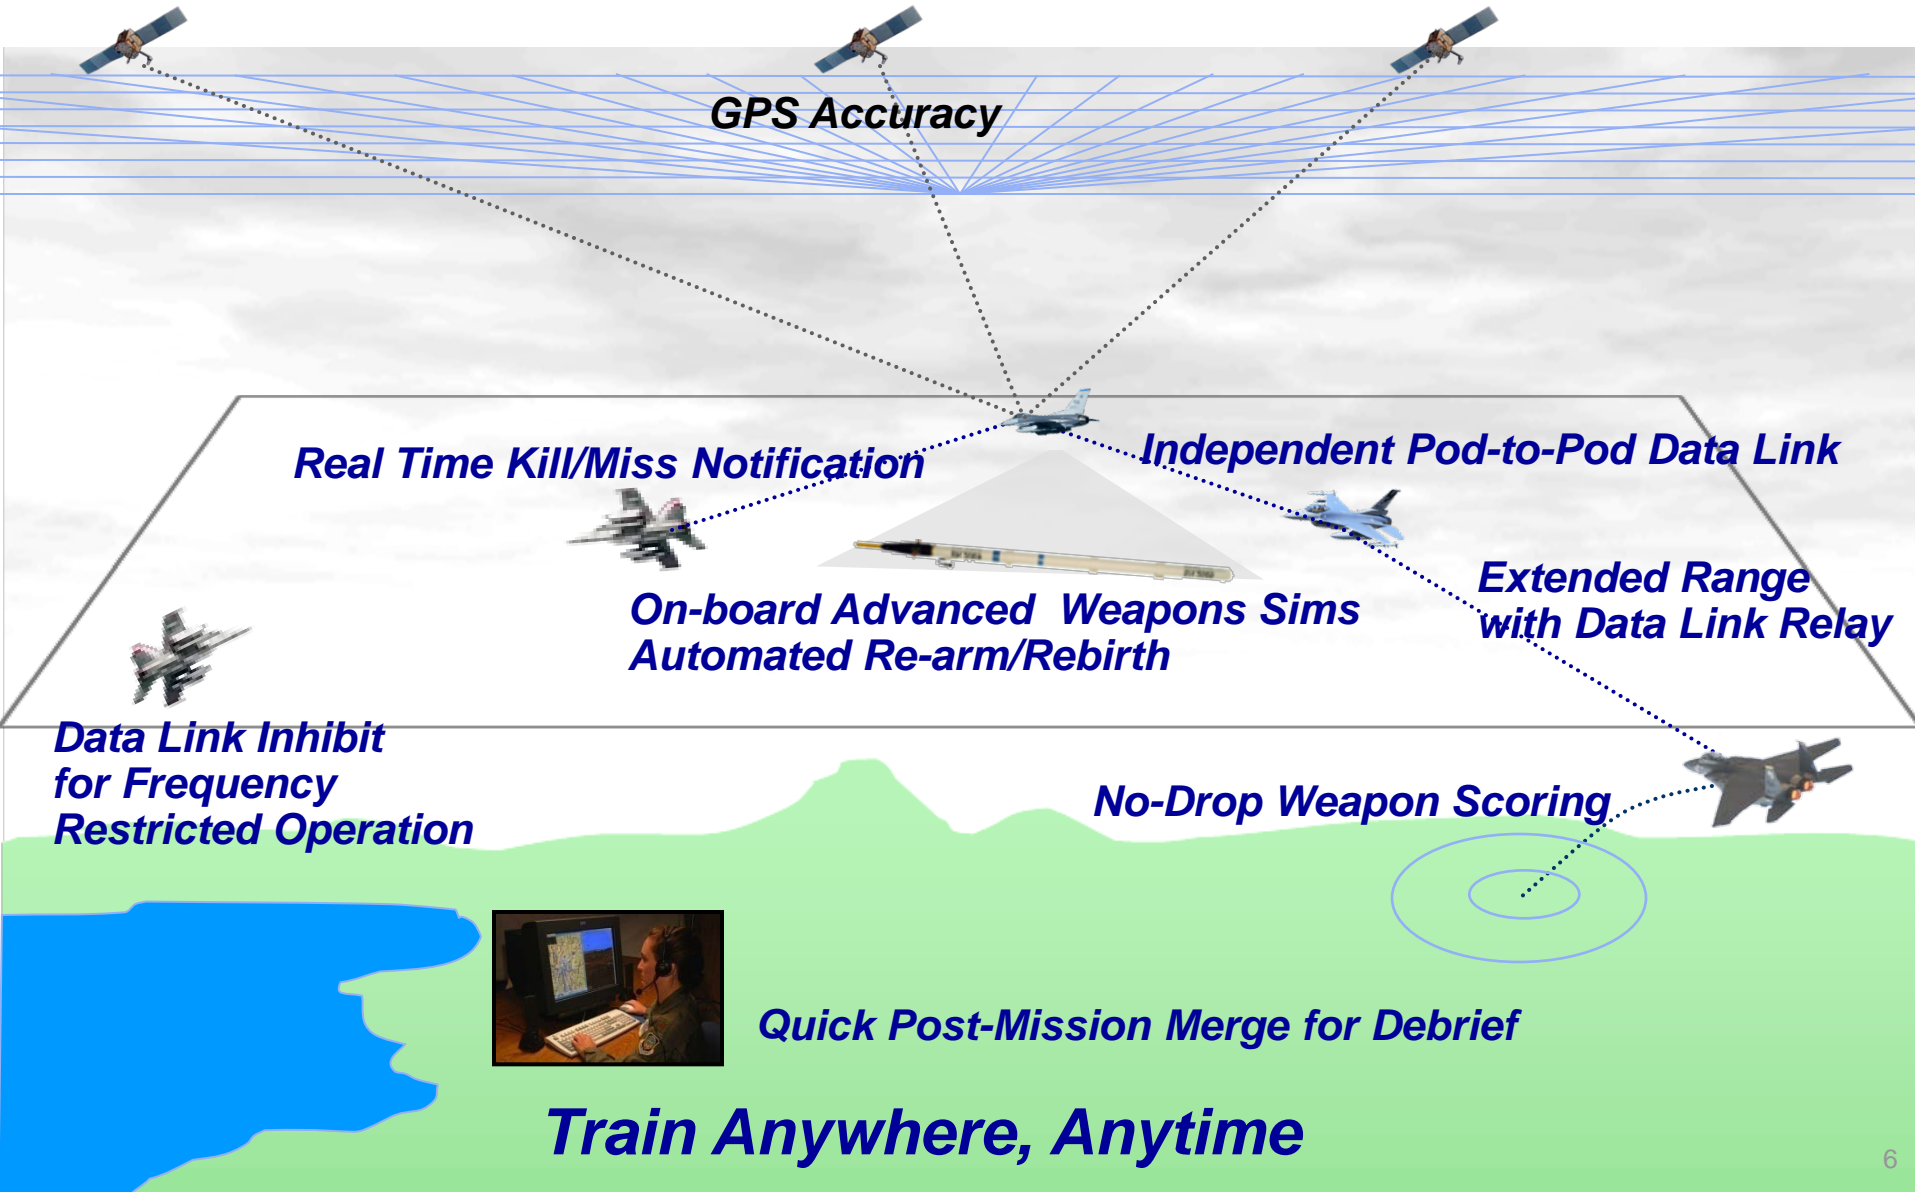 GPS Accuracy
Real Time Kill/Miss Notification
Independent Pod-to-Pod Data Link
On-board Advanced  Weapons Sims
Automated Re-arm/Rebirth
Extended Range
with Data Link Relay
Data Link Inhibit
for Frequency
Restricted Operation
No-Drop Weapon Scoring
Quick Post-Mission Merge for Debrief
Train Anywhere, Anytime
6